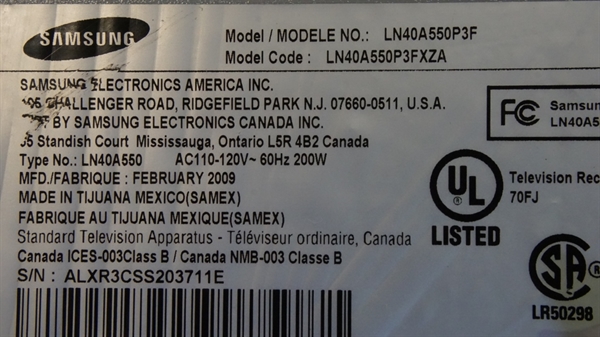 SAMSUNG
Model / MODELE NO.: LN40A550P3F
Model Code : LN40A550P3FXZA
SAMSUNG ELECTRONICS AMERICA INC.
CHALLENGER ROAD, RIDGEFIELD PARK N.J. 07660-0511, U.S.A.
BY SAMSUNG ELECTRONICS CANADA INC.
Standish Court Mississauga, Ontario L5R 4B2 Canada
Type No.: LN40A550 AC110-120V~ 60Hz 200W
MFD./FABRIQUE : FEBRUARY 2009
MADE IN TIJUANA MEXICO(SAMEX)
FABRIQUE AU TIJUANA MEXIQUE(SAMEX)
Standard Television Apparatus - Téléviseur ordinaire, Canada
Canada ICES-003Class B / Canada NMB-003 Classe B
S/N : ALXR3CSS203711E
FC Samsu
LN40A5
UL
LISTED
Television Rec
70FJ
SA
LR50298